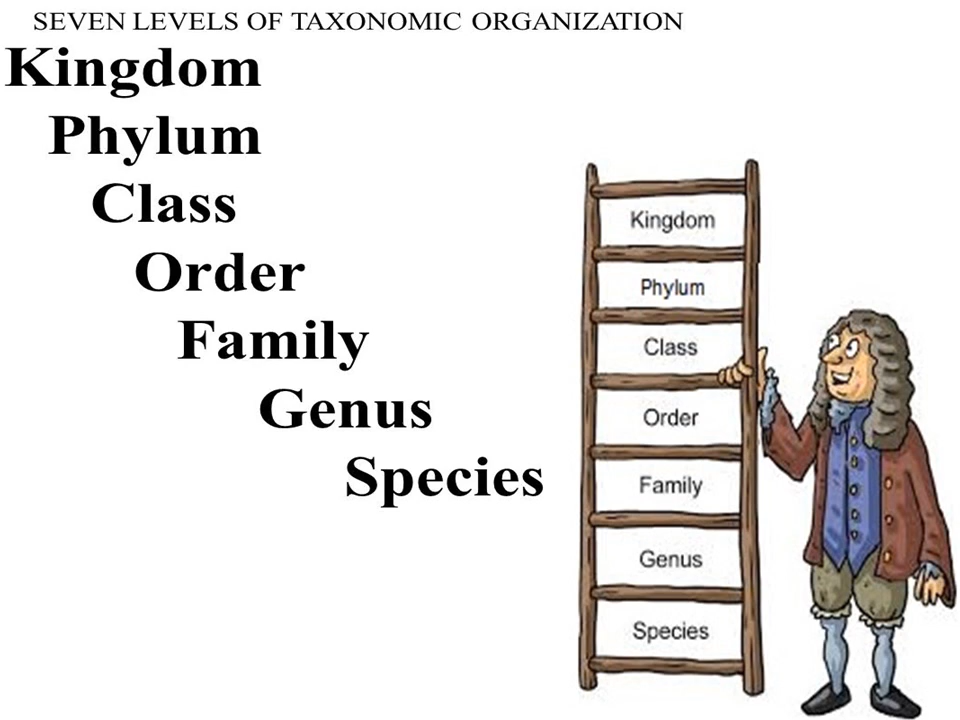 SEVEN LEVELS OF TAXONOMIC ORGANIZATION
Kingdom
Phylum
Class
Order
Family
Genus
Species
Kingdom
Phylum
Class
Order
Family
Genus
Species